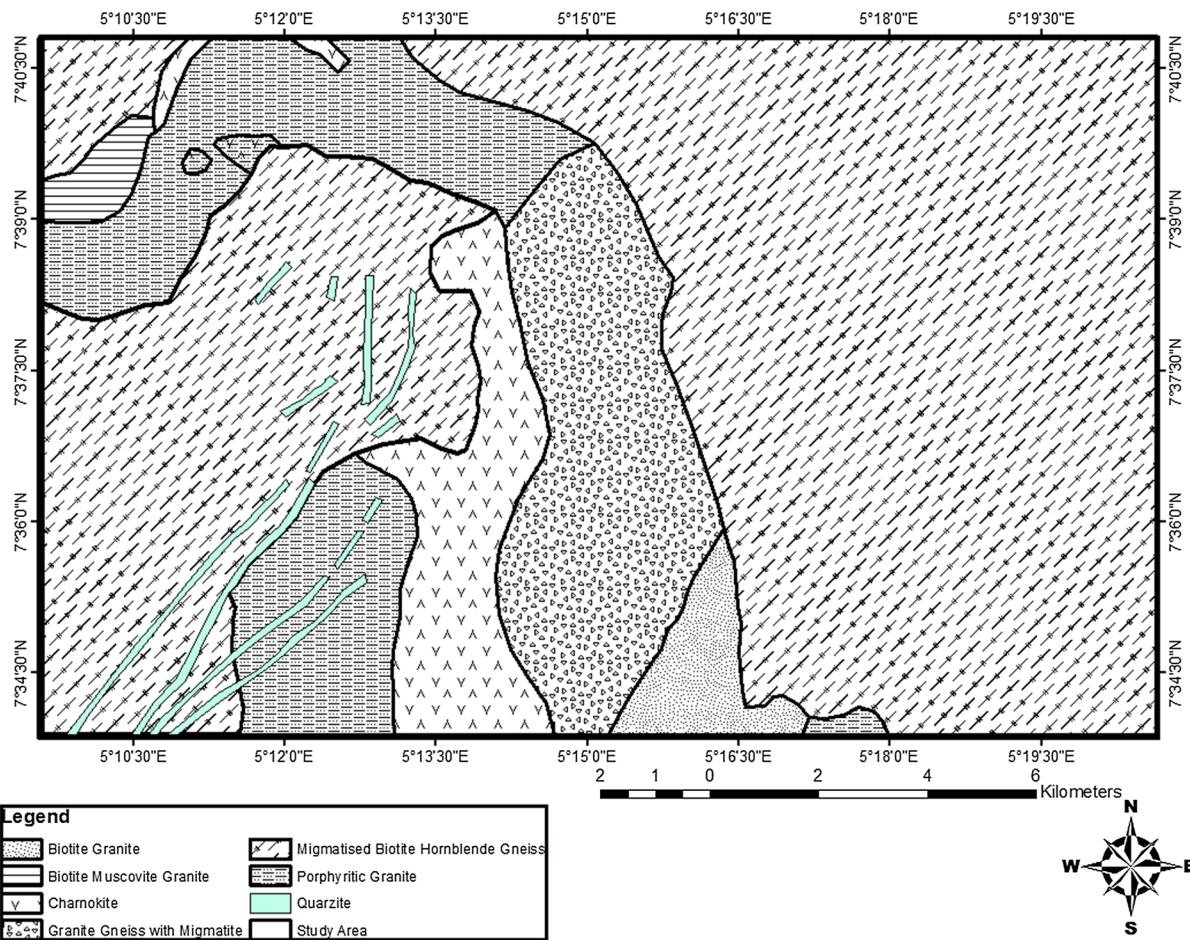 5°10'30"E 5°12'0"E 5°13'30"E 5°15'0"E 5°16'30"E 5°18'0"E 5°19'30"E
7°40'30"N 7°40'30"N
7°39'0"N 7°39'0"N
7°37'30"N 7°37'30"N
7°36'0"N 7°36'0"N
7°34'30"N 7°34'30"N
5°10'30"E 5°12'0"E 5°13'30"E 5°15'0"E 5°16'30"E 5°18'0"E 5°19'30"E
2 1 0 2 4 6
Kilometers
Legend
Biotite Granite
Biotite Muscovite Granite
Charnokite
Granite Gneiss with Migmatite
Migmatised Biotite Hornblende Gneiss
Porphyritic Granite
Quarzite
Study Area
N
W E
S